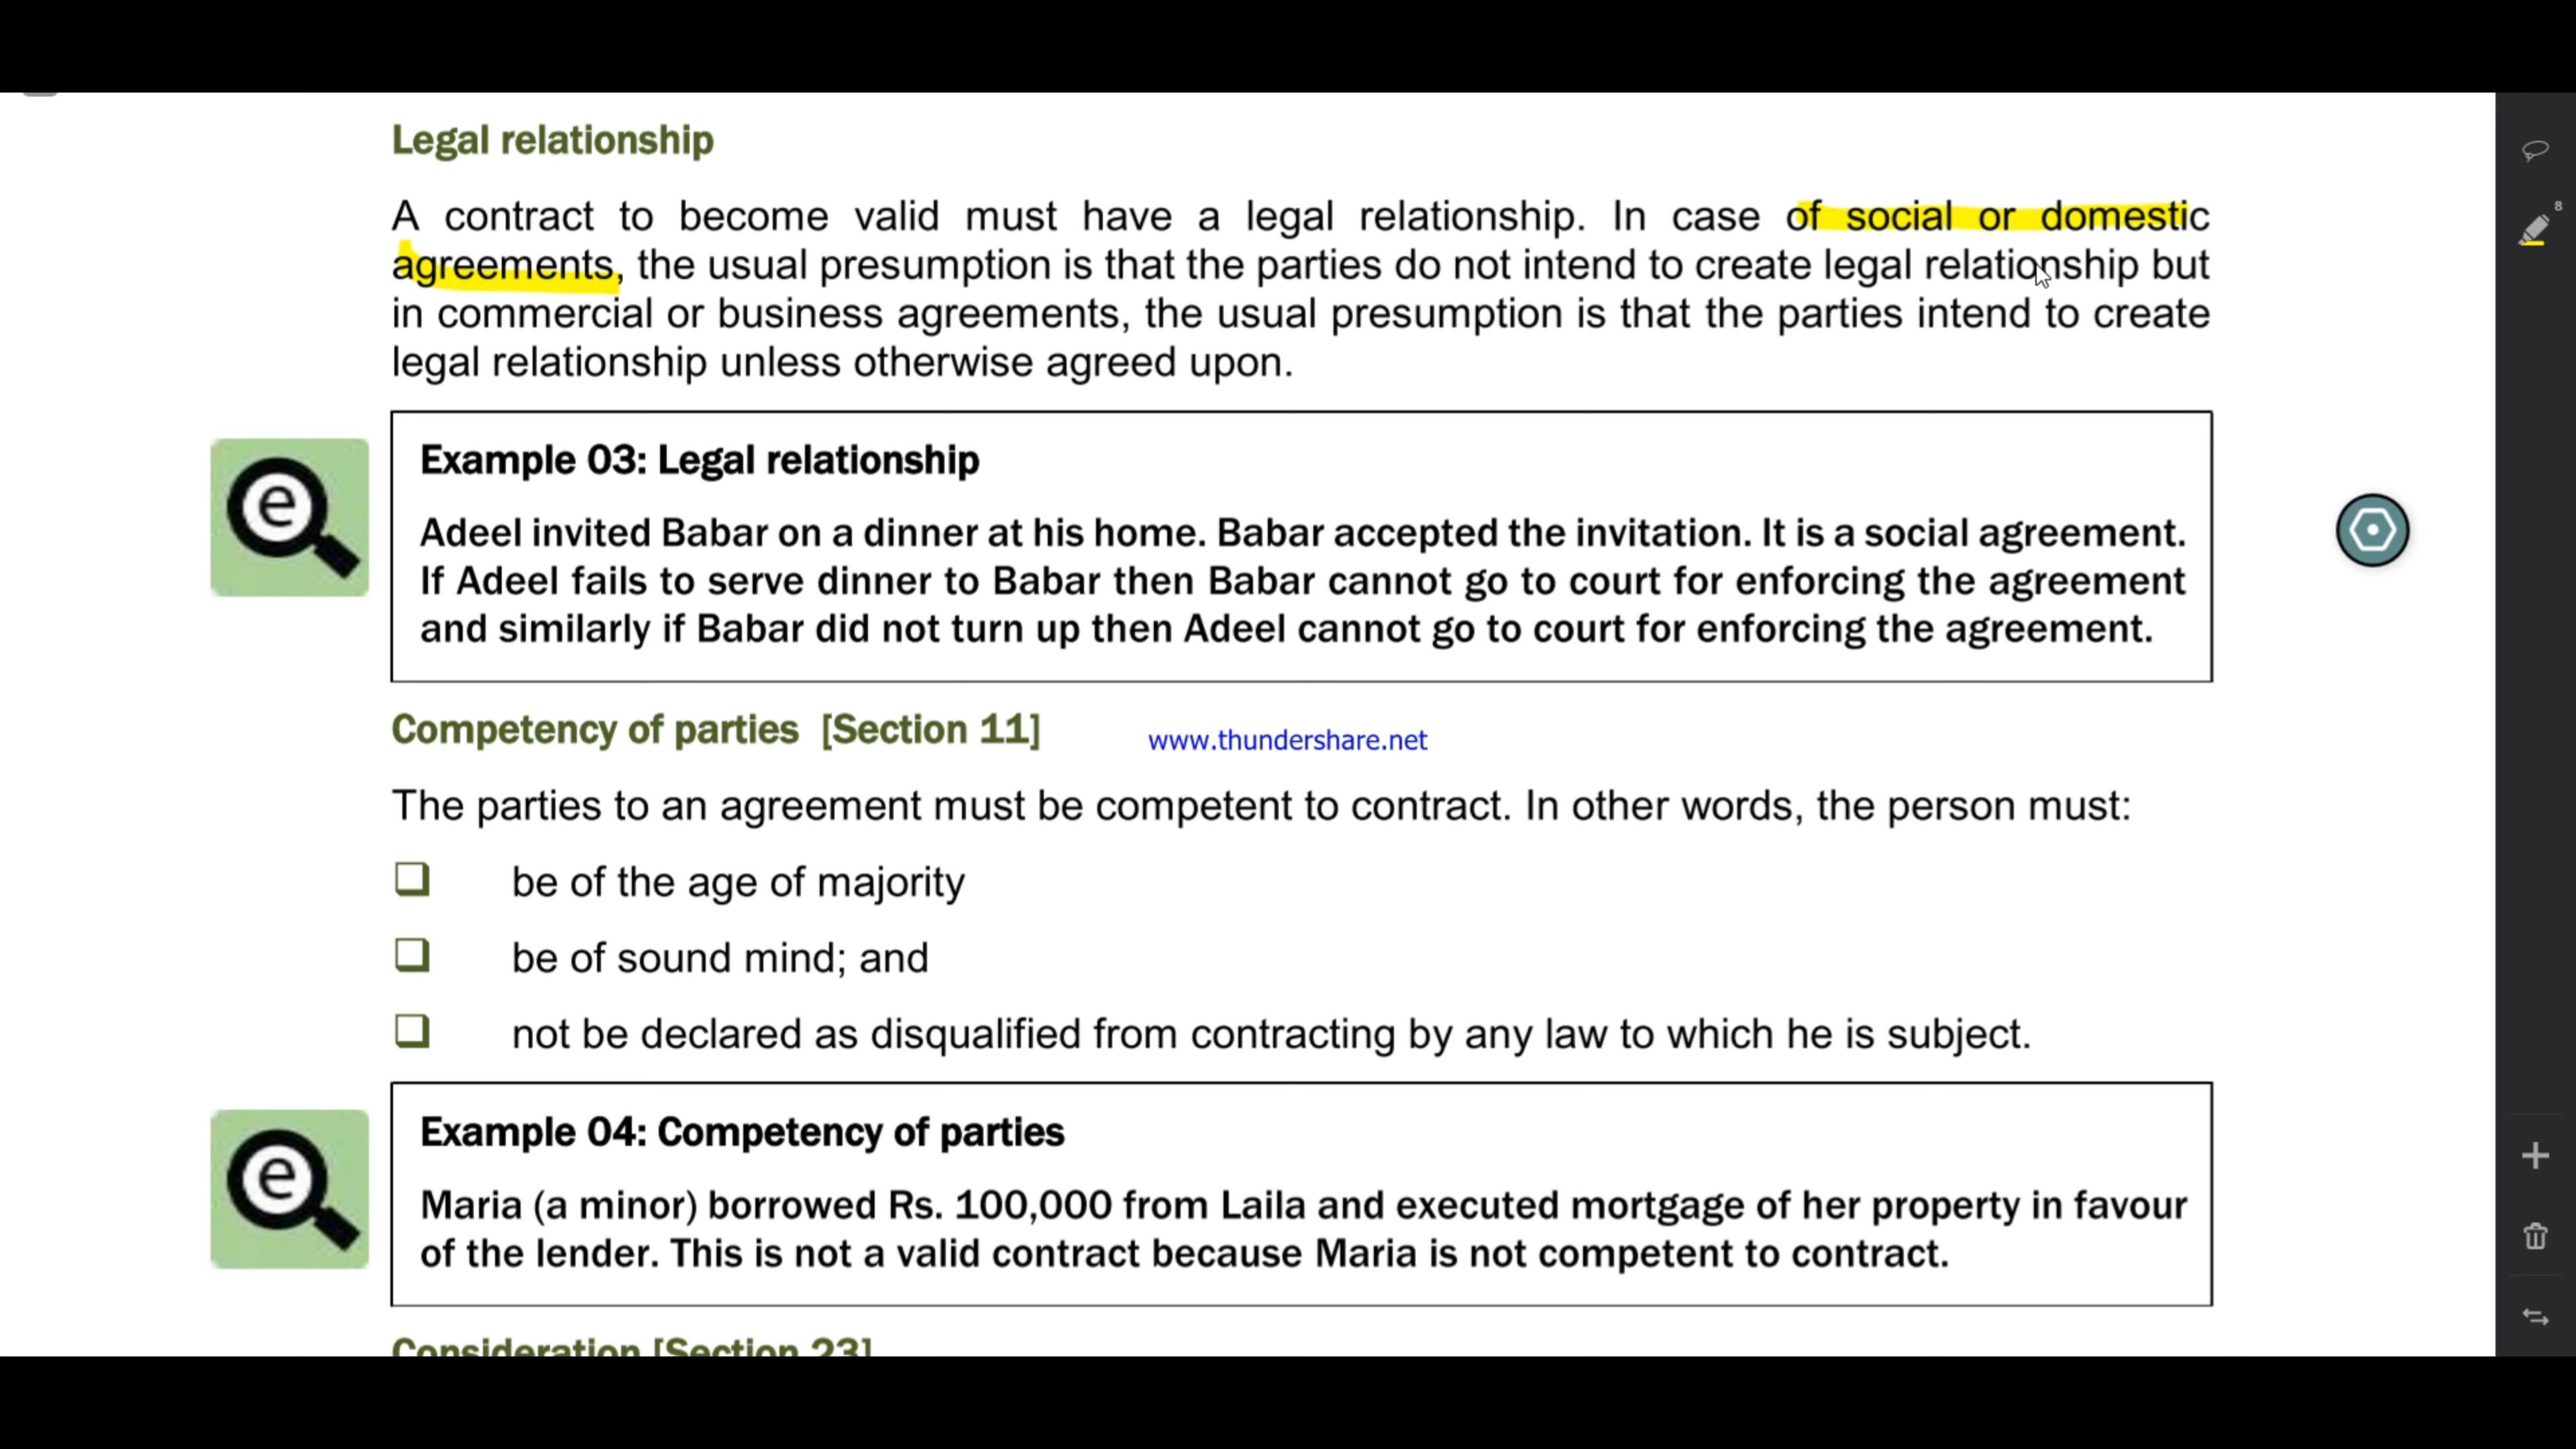 Legal relationship
A contract to become valid must have a legal relationship. In case of social or domestic
agreements, the usual presumption is that the parties do not intend to create legal relationship but
in commercial or business agreements, the usual presumption is that the parties intend to create
legal relationship unless otherwise agreed upon.
e
Example 03: Legal relationship
Adeel invited Babar on a dinner at his home. Babar accepted the invitation. It is a social agreement.
If Adeel fails to serve dinner to Babar then Babar cannot go to court for enforcing the agreement
and similarly if Babar did not turn up then Adeel cannot go to court for enforcing the agreement.
Competency of parties [Section 11]
www.thundershare.net
The parties to an agreement must be competent to contract. In other words, the person must:
be of the age of majority
be of sound mind; and
not be declared as disqualified from contracting by any law to which he is subject.
e
Example 04: Competency of parties
Maria (a minor) borrowed Rs. 100,000 from Laila and executed mortgage of her property in favour
of the lender. This is not a valid contract because Maria is not competent to contract.
Consideration [Section 23]
8